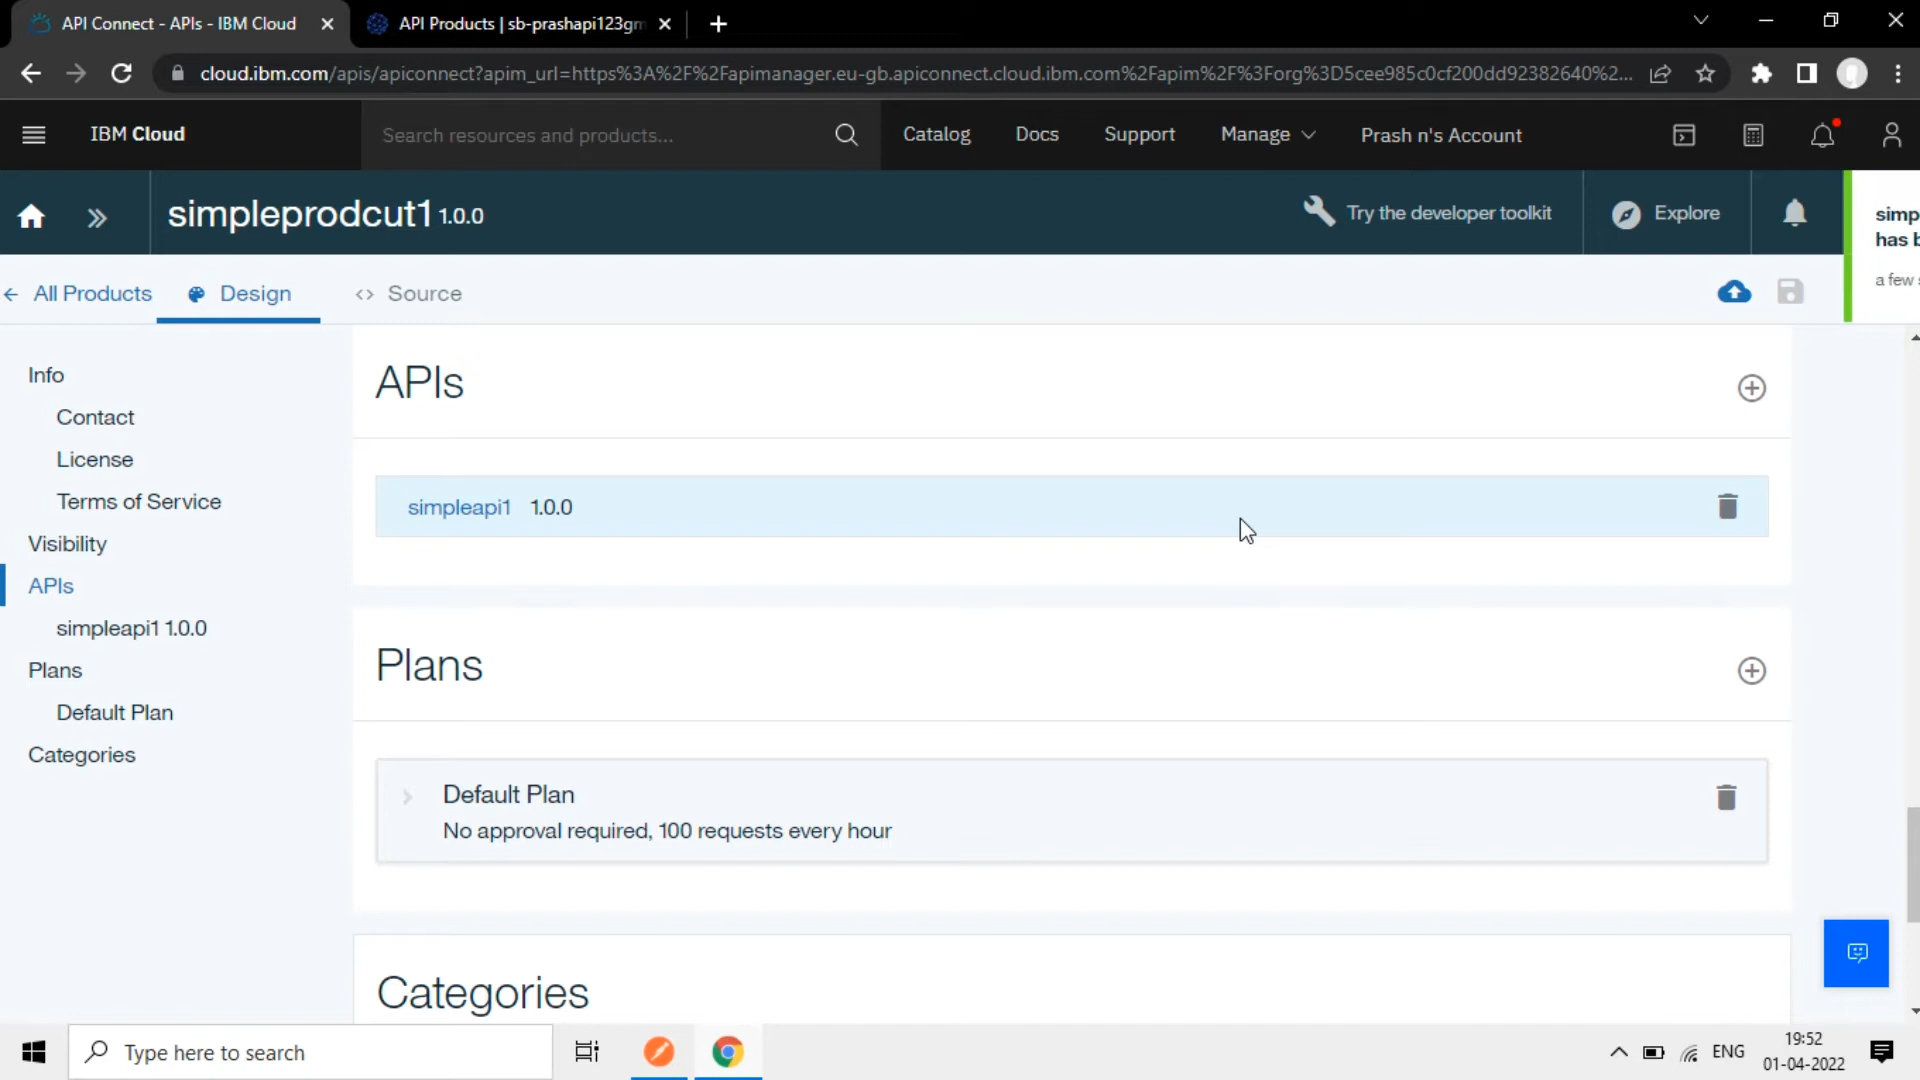 API Connect - APIs - IBM Cloud
API Products | sb-prashapi123gm
cloud.ibm.com/apis/apiconnect?apim_url=https%3A%2F%2Fapimanager.eu-gb.apiconnect.cloud.ibm.com%2Fapim%2F%3Forg%3D5cee985c0cf200dd92382640%2...
IBM Cloud
Search resources and products...
Catalog
Docs
Support
Manage
Prash n's Account
simpleprodcut1 1.0.0
Try the developer toolkit
Explore
simp
has b
a few s
All Products
Design
Source
Info
Contact
License
Terms of Service
Visibility
APIs
simpleapi1 1.0.0
Plans
Default Plan
Categories
APIs
simpleapi1 1.0.0
Plans
Default Plan
No approval required, 100 requests every hour
Categories
Type here to search
ENG
19:52
01-04-2022